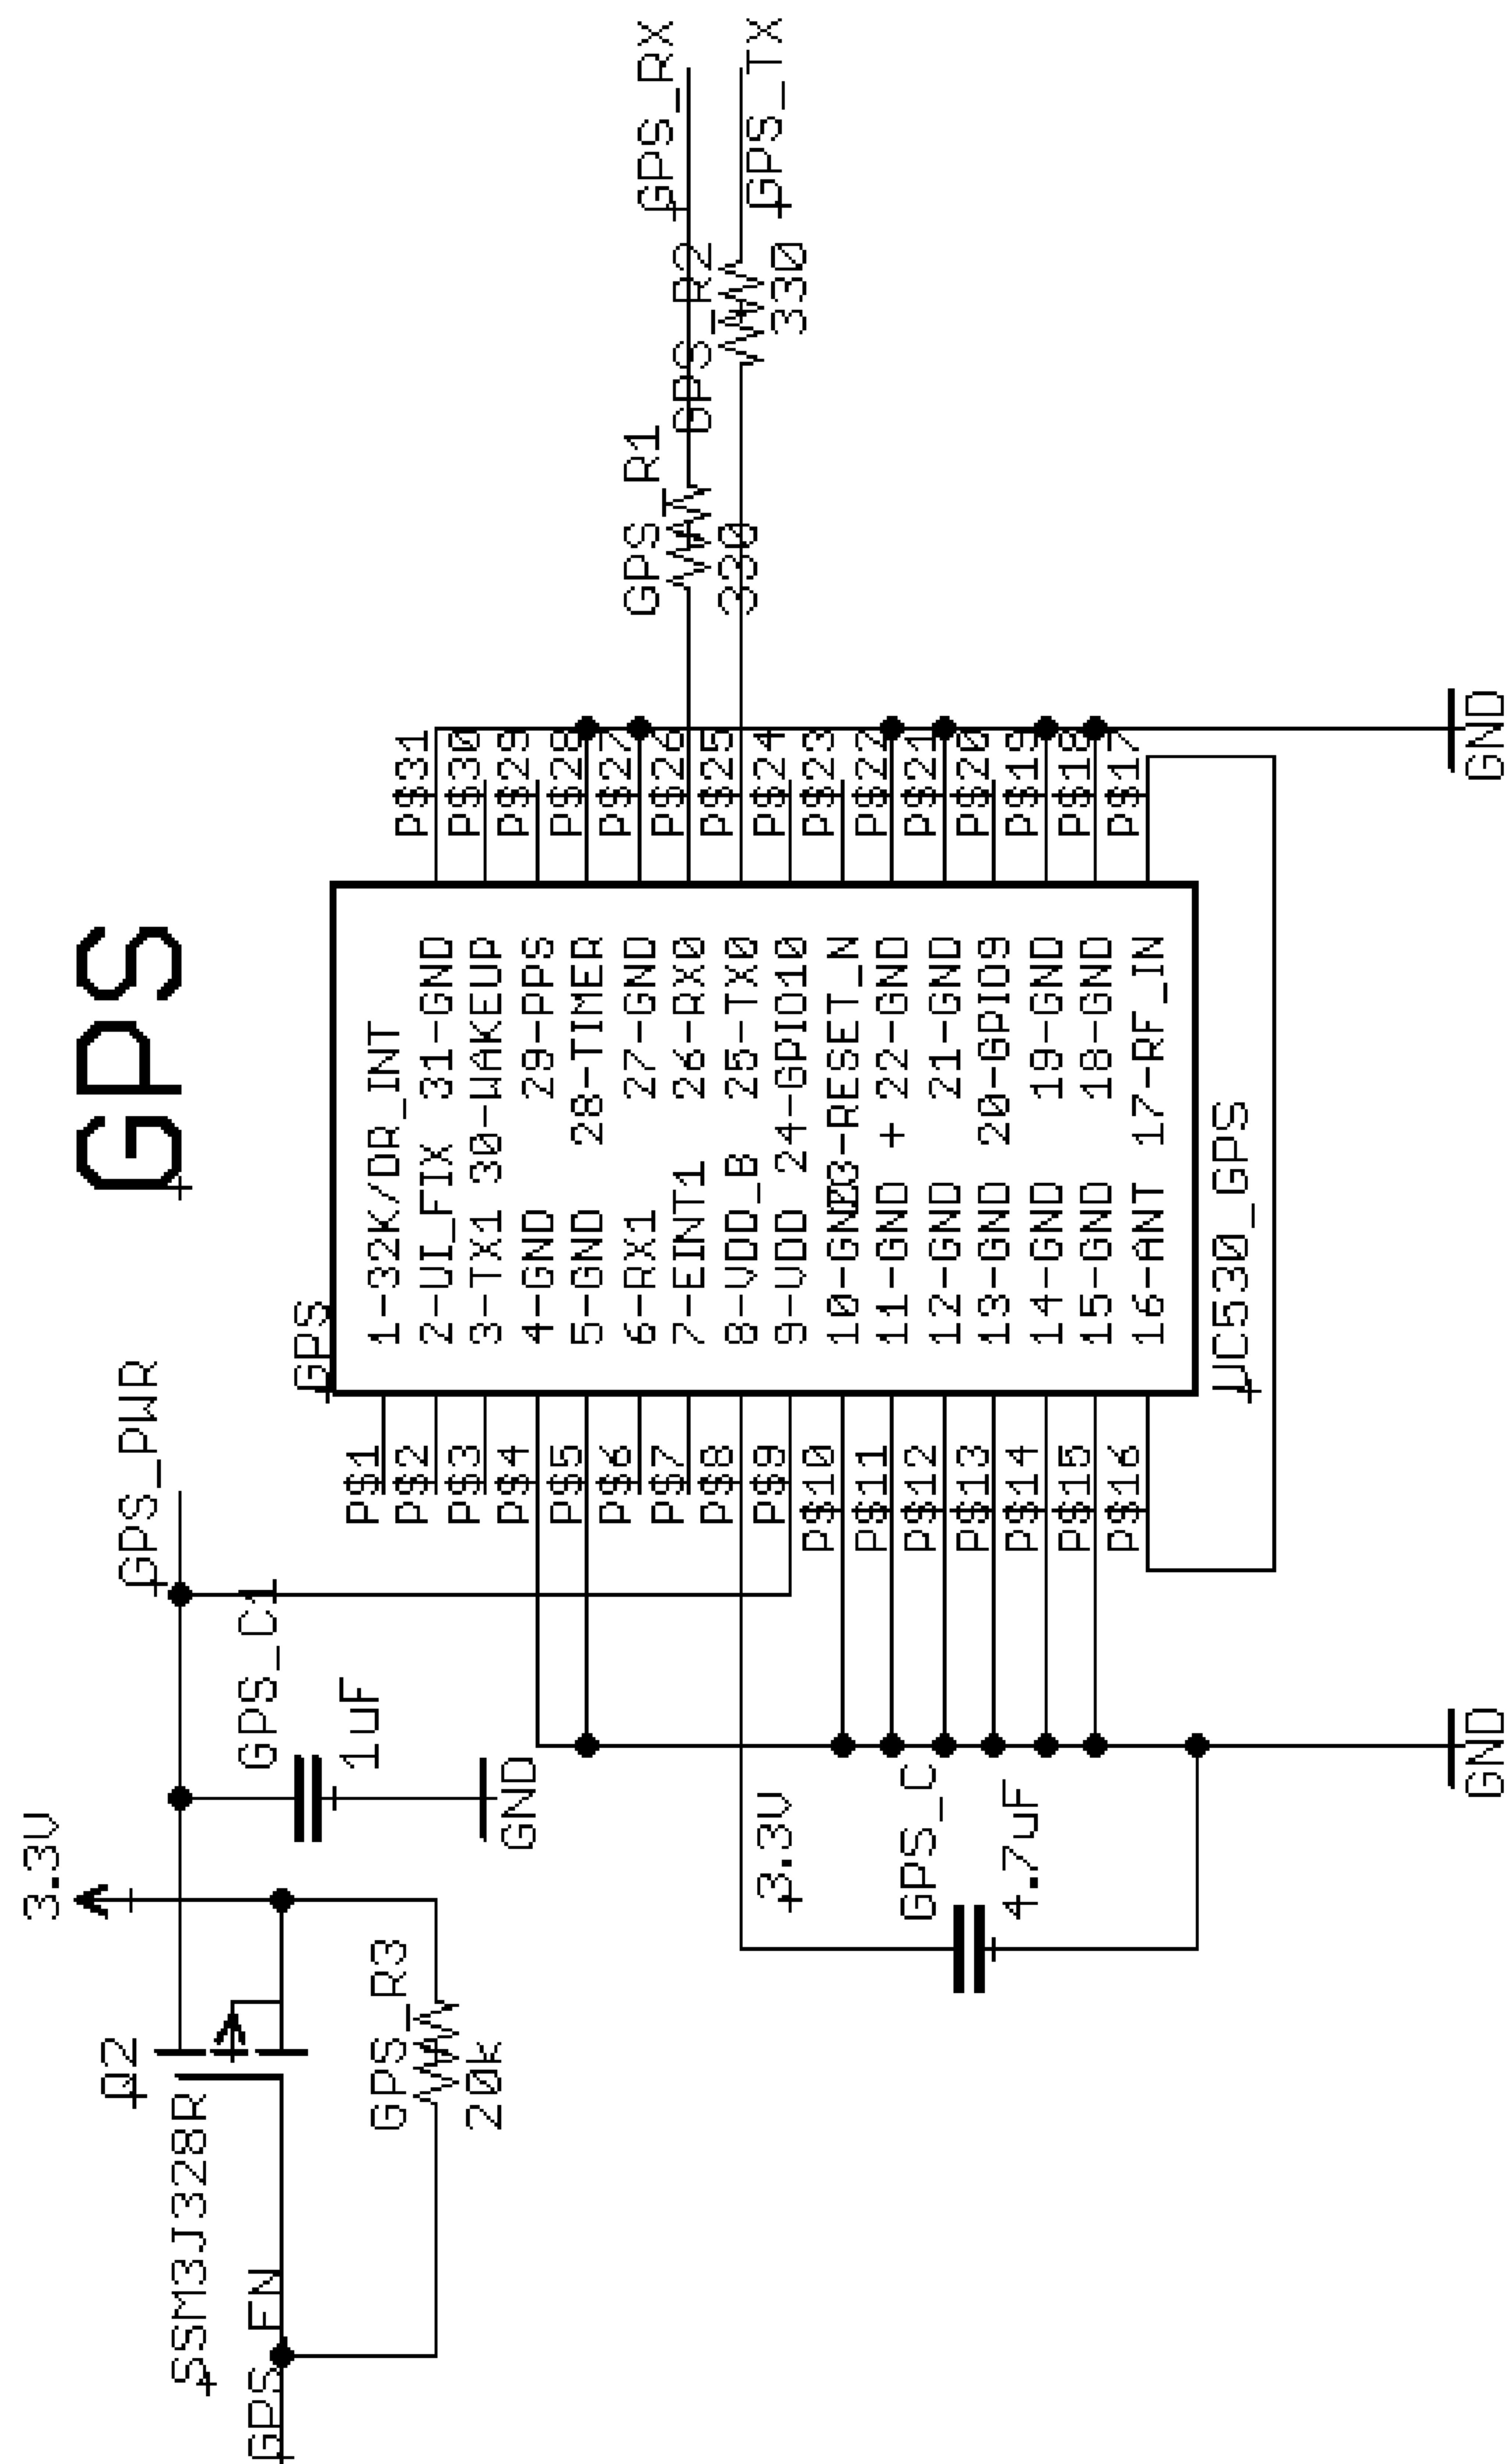 GPS
3.3V
GPS_PWR
Q2
SSM3J328R
GPS_EN
GPS_R3
20k
GPS_C1
1uF
GND
GPS
P$1
P$2
P$3
P$4
P$5
P$6
P$7
P$8
P$9
P$10
P$11
P$12
P$13
P$14
P$15
P$16
1-32K/DR_INT
2-UI_FIX 31-GND
3-TX1 30-WAKEUP
4-GND 29-PPS
5-GND 28-TIMER
6-RX1 27-GND
7-EINT1 26-RX0
8-VDD_B 25-TX0
9-VDD 24-GPIO10
10-GND 23-RESET_N
11-GND + 22-GND
12-GND 21-GND
13-GND 20-GPIO9
14-GND 19-GND
15-GND 18-GND
16-ANT 17-RF_IN
UC530_GPS
P$31
P$30
P$29
P$28
P$27
P$26
P$25
P$24
P$23
P$22
P$21
P$20
P$19
P$18
P$17
GPS_R1
330
GPS_R2
330
GPS_RX
GPS_TX
3.3V
GPS_C
4.7uF
GND
GND